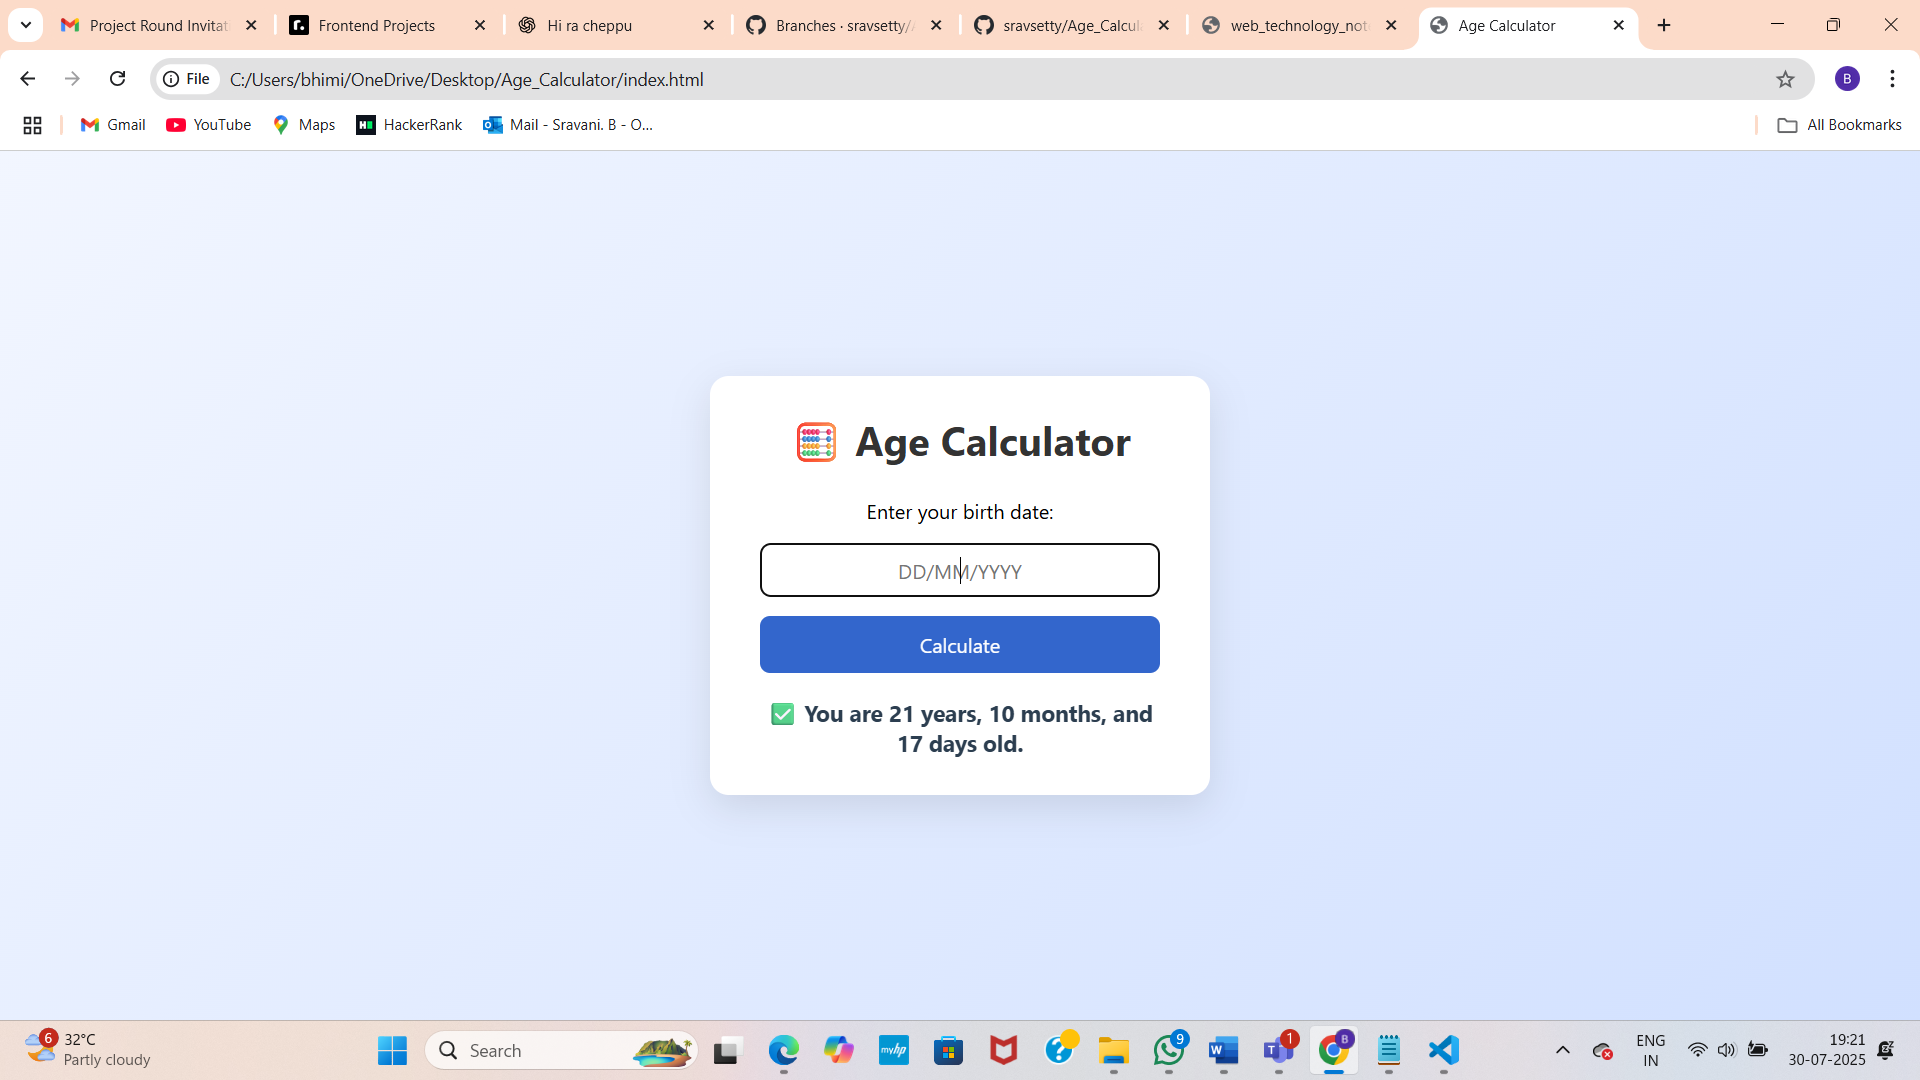 Project Round Invitat
Frontend Projects
Hi ra cheppu
Branches · sravsetty/A
sravsetty/Age_Calcul
web_technology_not
Age Calculator
File
C:/Users/bhimi/OneDrive/Desktop/Age_Calculator/index.html
B
Gmail
YouTube
Maps
HackerRank
Mail - Sravani. B - O...
All Bookmarks
Age Calculator
Enter your birth date:
DD/MM/YYYY
Calculate
You are 21 years, 10 months, and
17 days old.
6
32°C
Partly cloudy
Search
myhp
9
1
B
ENG
IN
19:21
30-07-2025